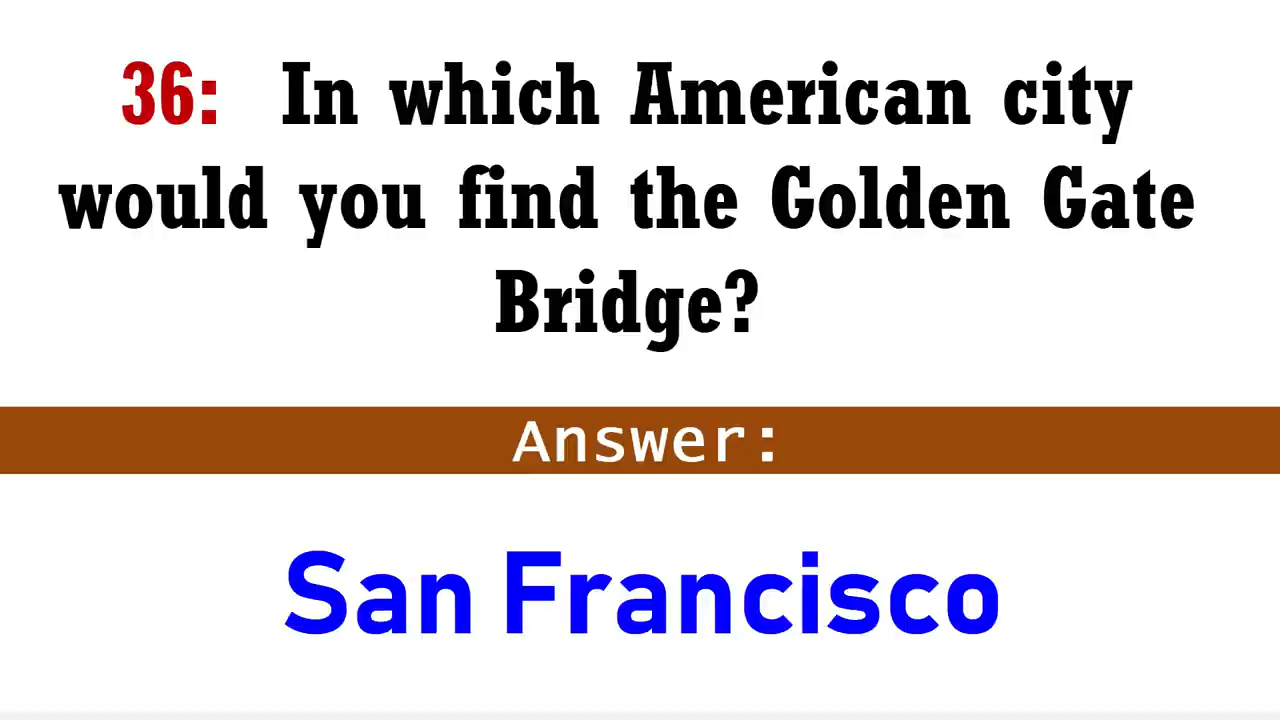 36: In which American city
would you find the Golden Gate
Bridge?
Answer:
San Francisco